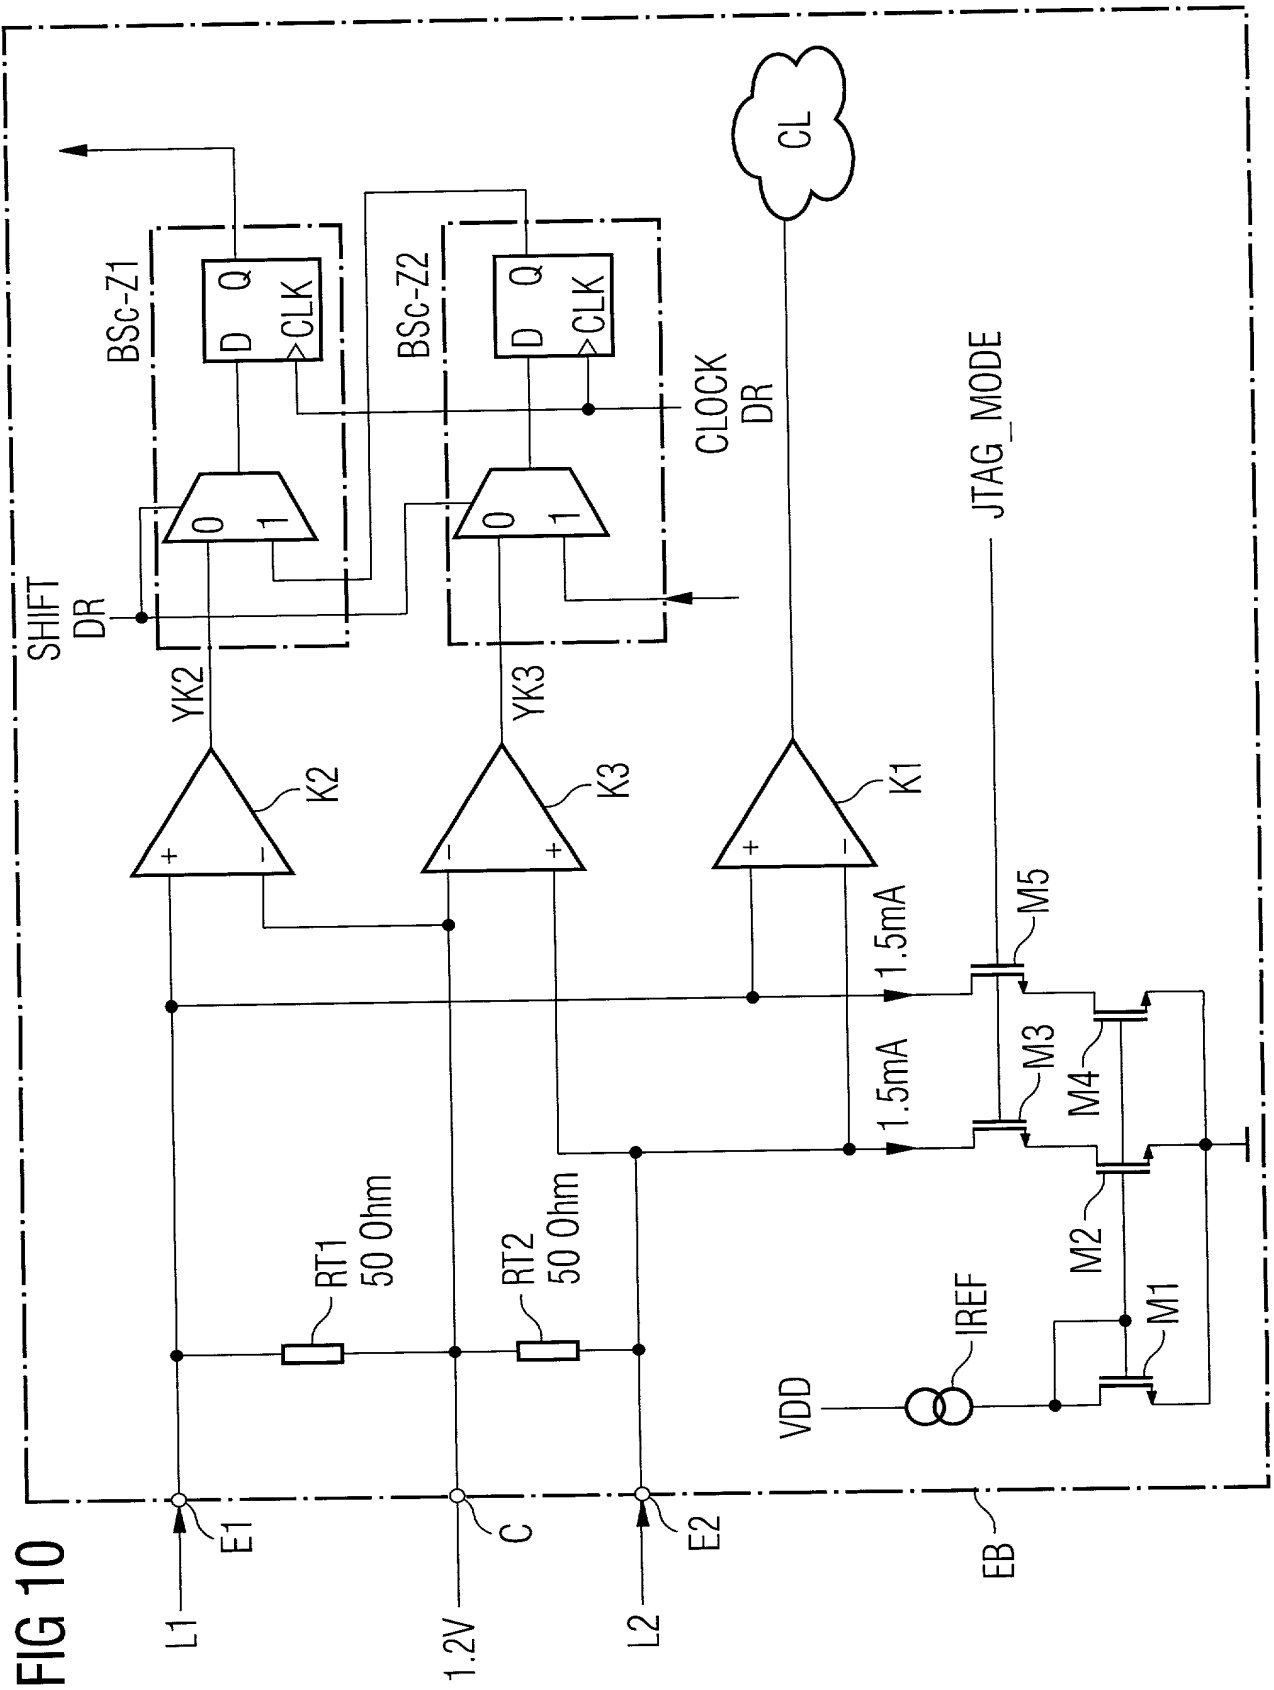 FIG 10
L1
E1
1.2V
C
L2
E2
EB
RT1
50 Ohm
RT2
50 Ohm
VDD
IREF
M1
M2
M3
M4
M5
1.5mA
1.5mA
+
−
K2
−
+
K3
+
−
K1
YK2
YK3
SHIFT
DR
0
1
D
Q
CLK
BSc-Z1
0
1
D
Q
CLK
BSc-Z2
CLOCK
DR
JTAG_MODE
CL